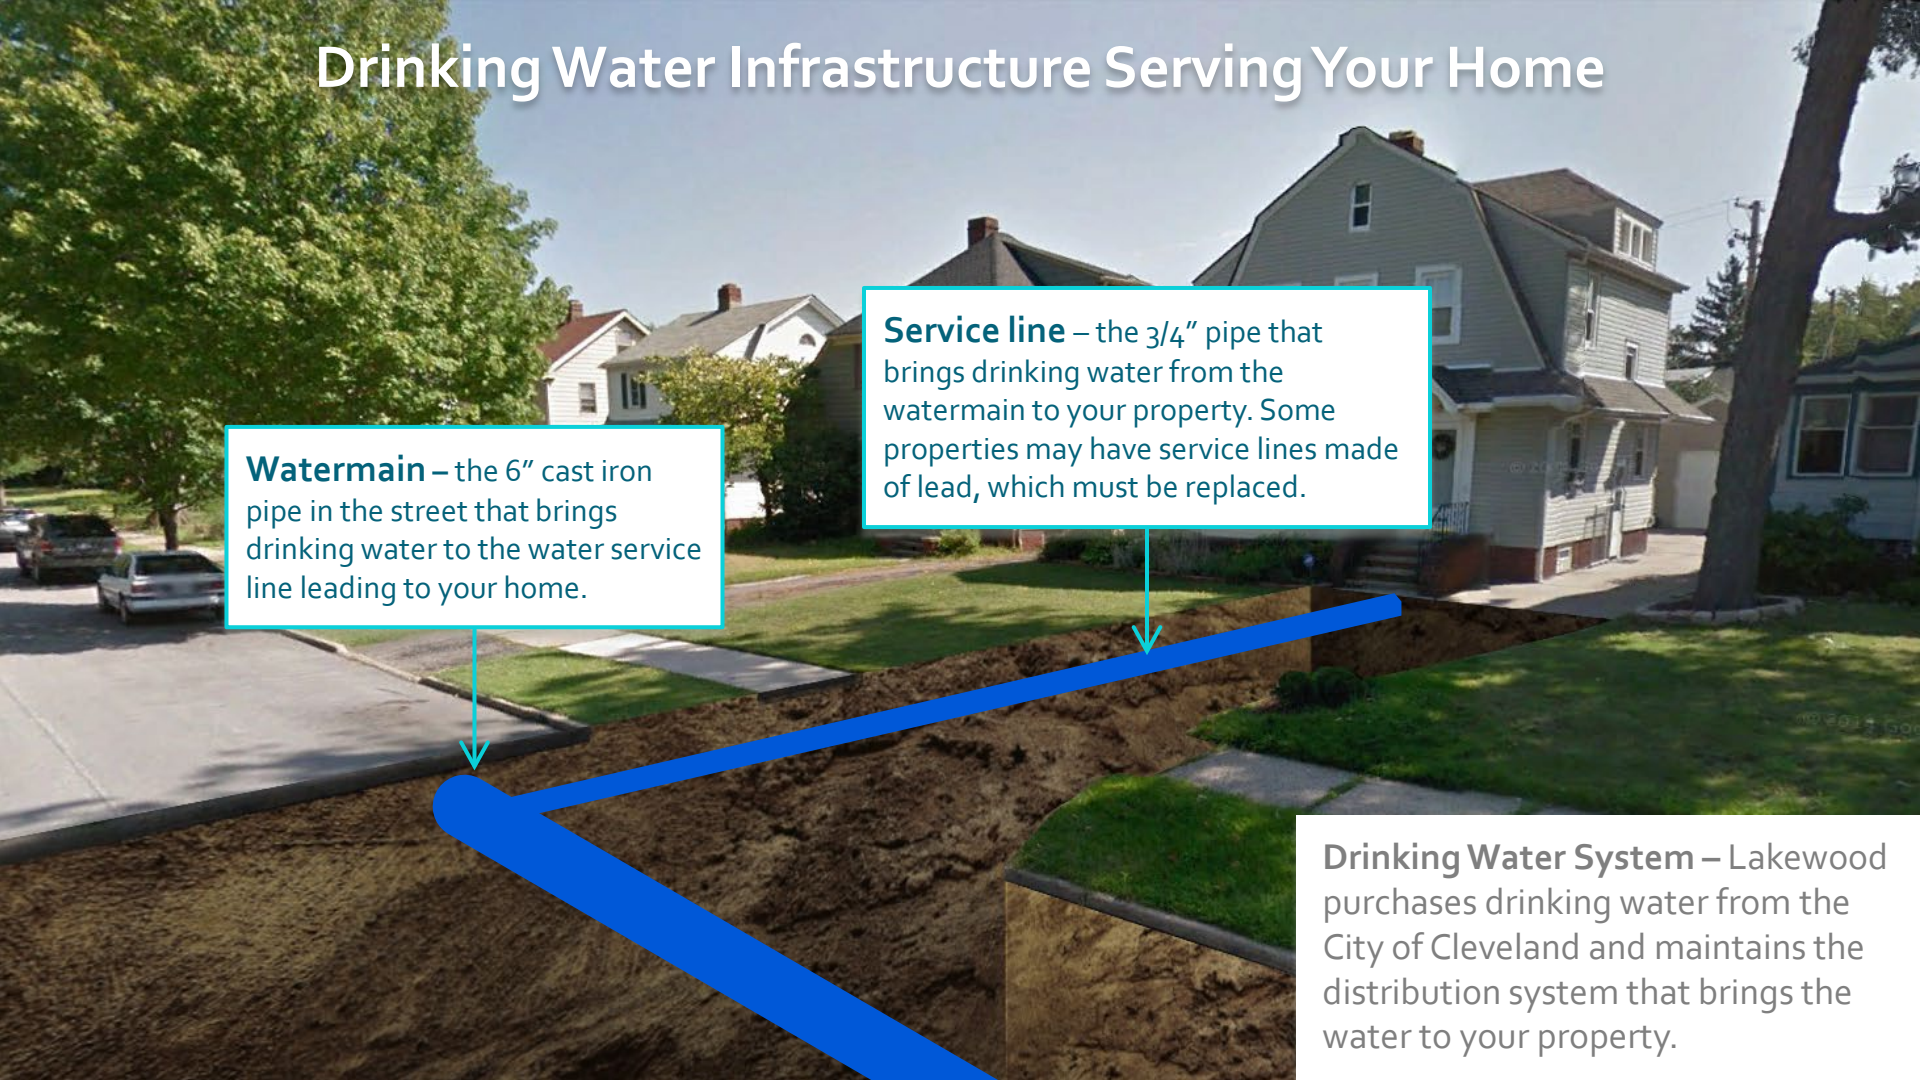 Drinking Water Infrastructure Serving Your Home
Service line – the 3/4” pipe that
brings drinking water from the
watermain to your property. Some
properties may have service lines made
of lead, which must be replaced.
Watermain – the 6” cast iron
pipe in the street that brings
drinking water to the water service
line leading to your home.
Drinking Water System – Lakewood
purchases drinking water from the
City of Cleveland and maintains the
distribution system that brings the
water to your property.